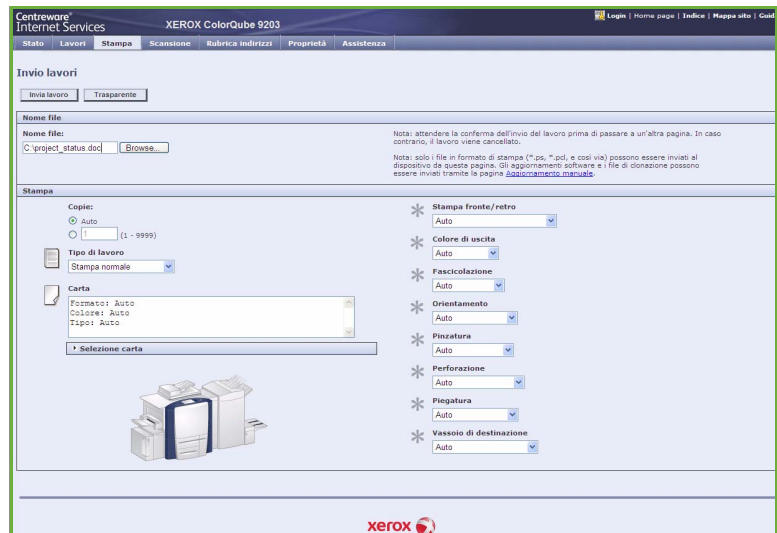 Centreware®
Internet Services
XEROX ColorQube 9203
Login | Home page | Indice | Mappa sito | Guid
Stato Lavori Stampa Scansione Rubrica indirizzi Proprietà Assistenza
Invio lavori
Invia lavoro Trasparente
Nome file
Nome file:
C:\project_status.doc Browse...
Nota: attendere la conferma dell'invio del lavoro prima di passare a un'altra pagina. In caso
contrario, il lavoro viene cancellato.
Nota: solo i file in formato di stampa (*.ps, *.pcl, e così via) possono essere inviati al
dispositivo da questa pagina. Gli aggiornamenti software e i file di clonazione possono
essere inviati tramite la pagina Aggiornamento manuale.
Stampa
Copie:
Auto
1 (1 - 9999)
Tipo di lavoro
Stampa normale
Carta
Formato: Auto
Colore: Auto
Tipo: Auto
Selezione carta
Stampa fronte/retro
Auto
Colore di uscita
Auto
Fascicolazione
Auto
Orientamento
Auto
Pinzatura
Auto
Perforazione
Auto
Piegatura
Auto
Vassoio di destinazione
Auto
xerox